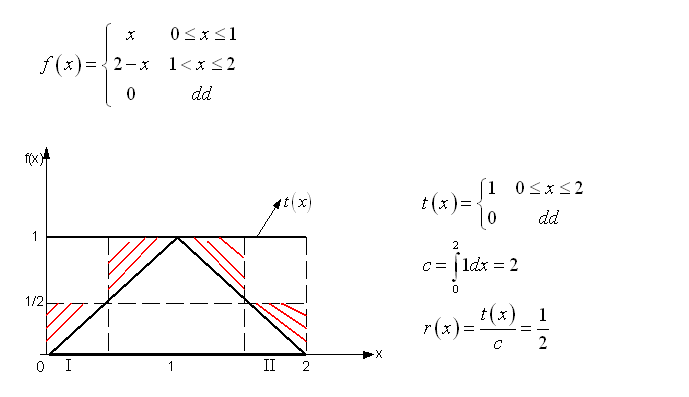 f(x) = { x 0 ≤ x ≤ 1
2 − x 1 < x ≤ 2
0 dd
f(x)
t(x)
1
1/2
0 I 1 II 2 x
t(x) = { 1 0 ≤ x ≤ 2
0 dd
c = ∫₀² 1dx = 2
r(x) = t(x)/c = 1/2